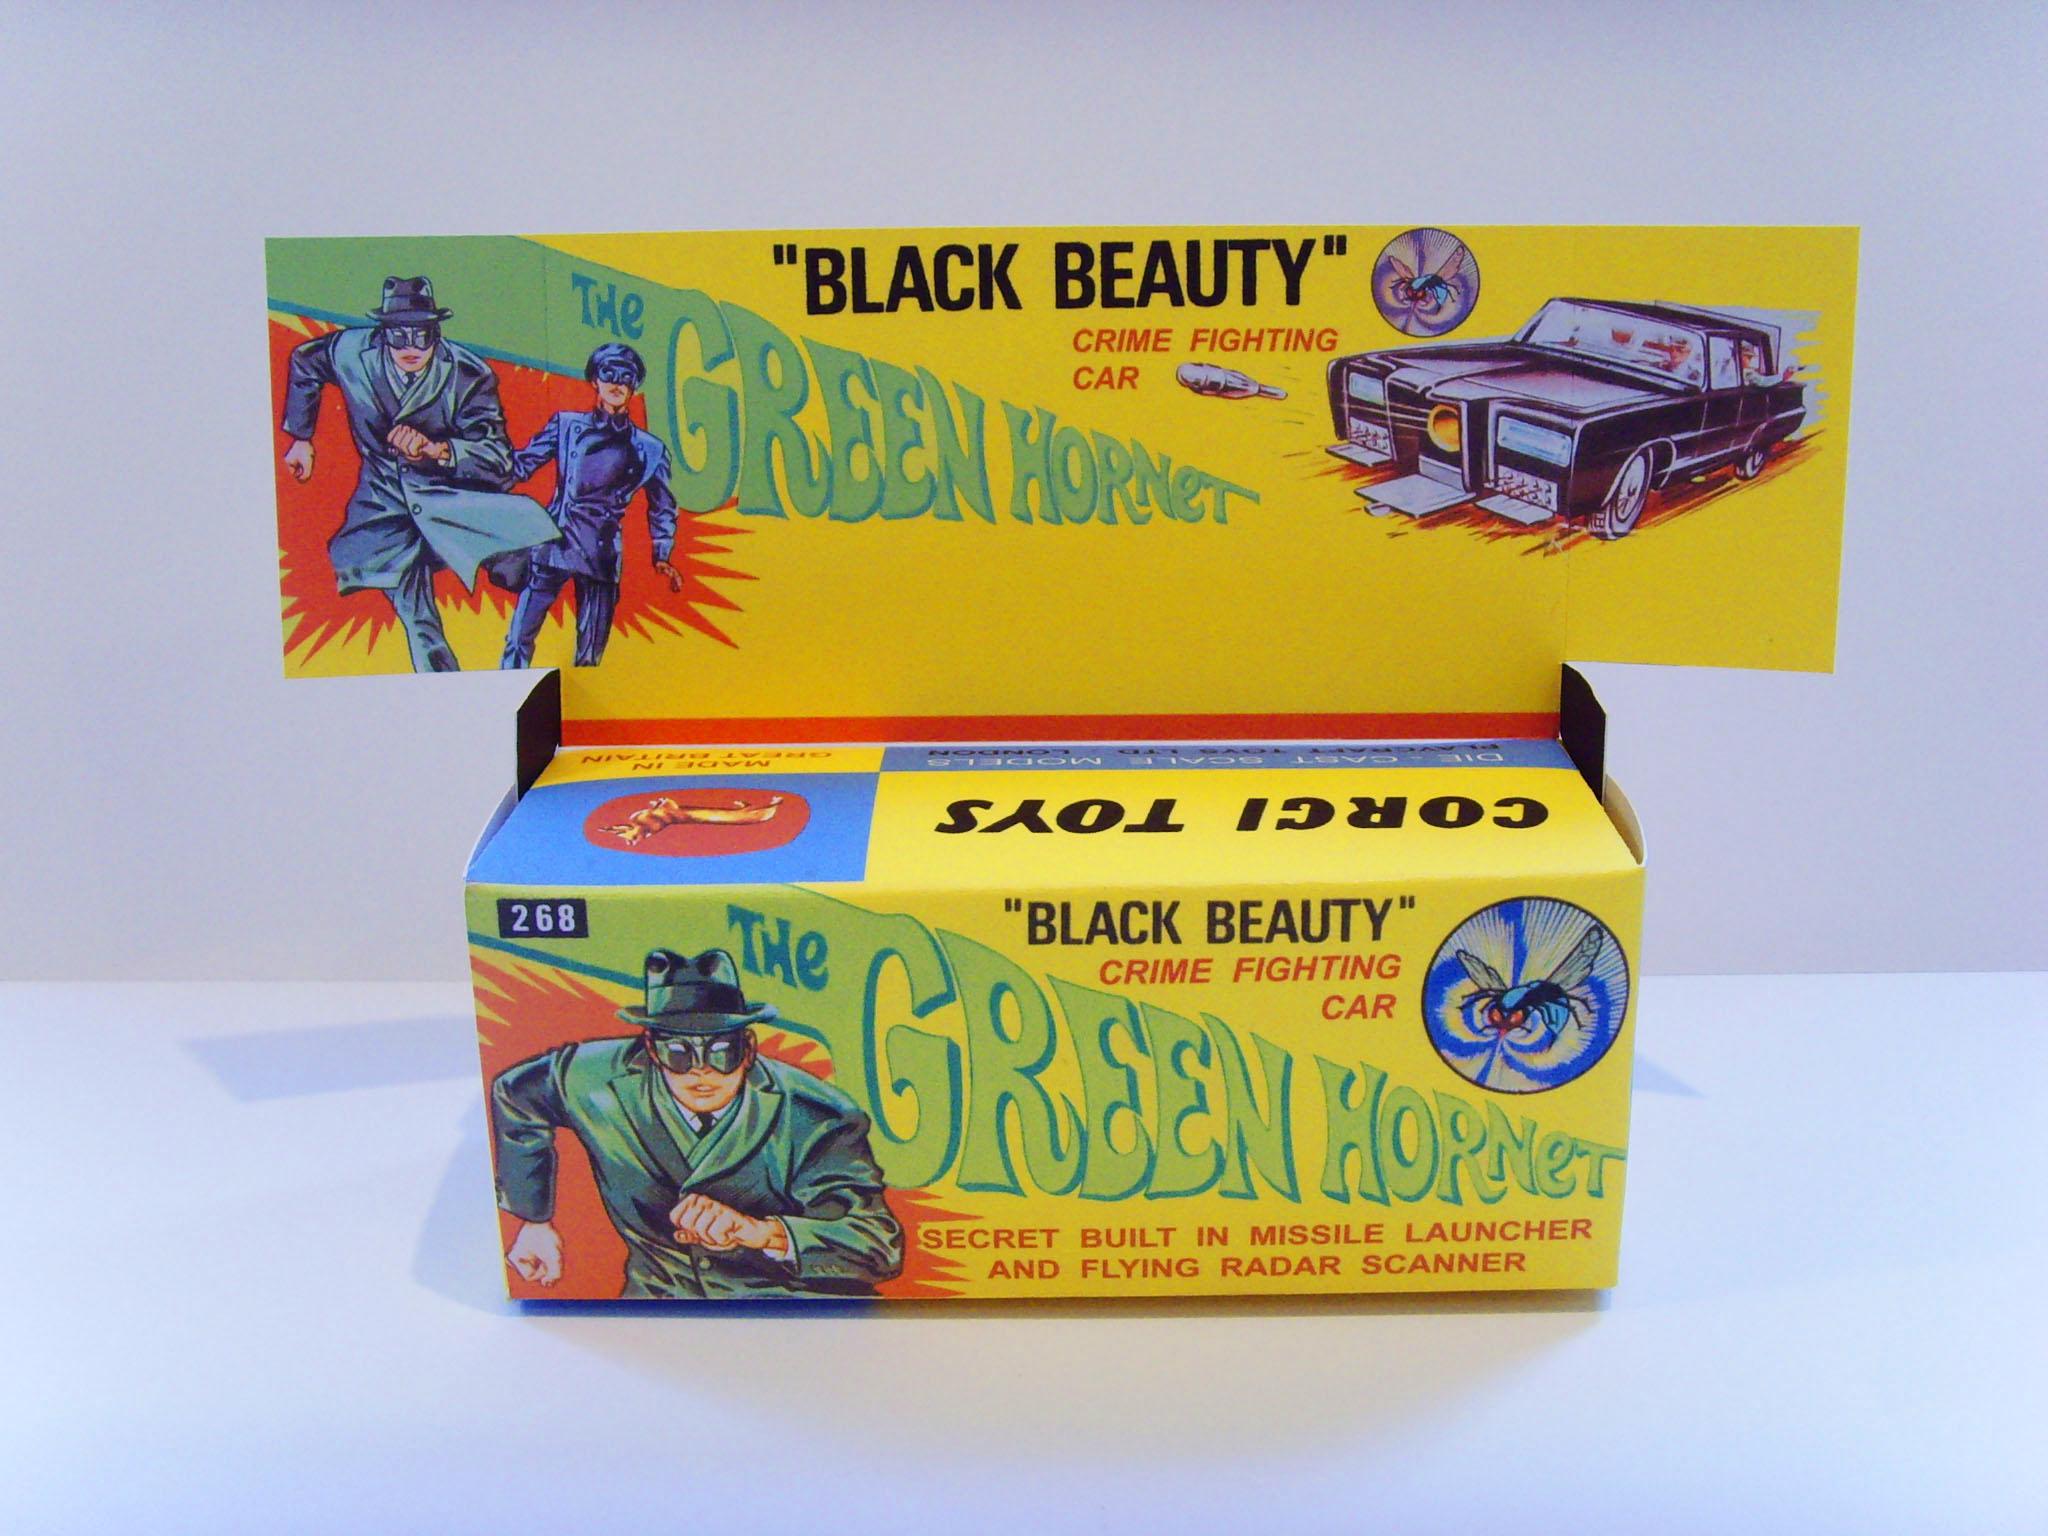 "BLACK BEAUTY"
CRIME FIGHTING
CAR
THe
GREEN HORNeT
MADE IN
GREAT BRITAIN
DIE-CAST SCALE MODELS
PLAYCRAFT TOYS LTD. LONDON
CORGI TOYS
268
"BLACK BEAUTY"
CRIME FIGHTING
CAR
THe
GREEN HORNeT
SECRET BUILT IN MISSILE LAUNCHER
AND FLYING RADAR SCANNER